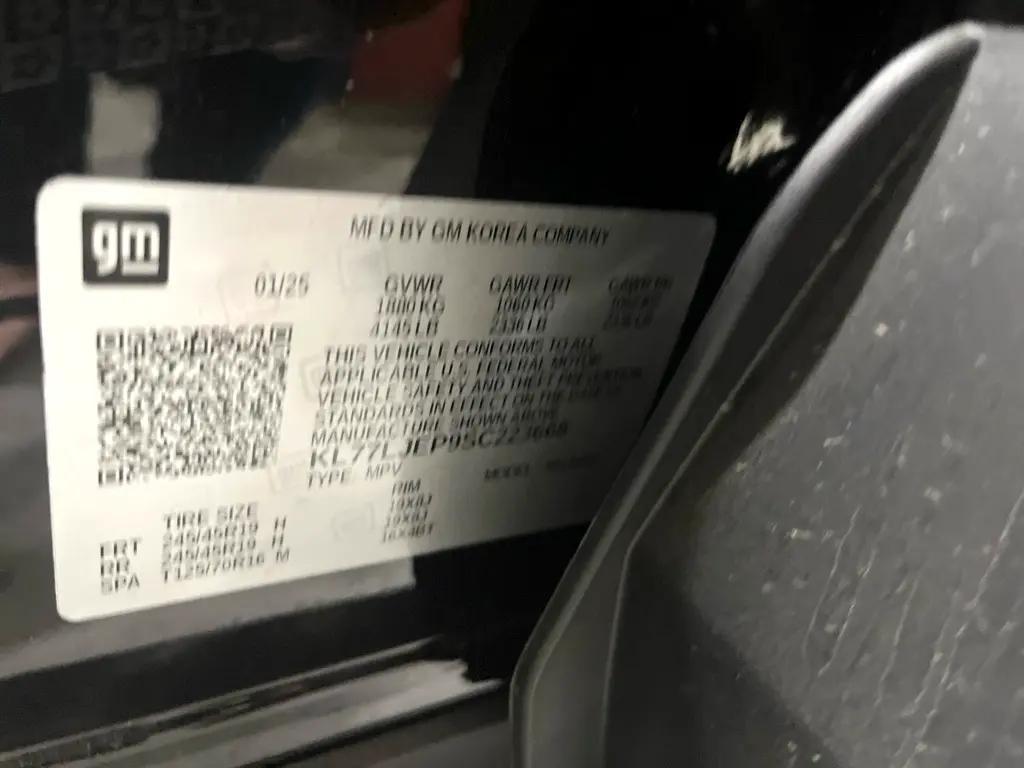 gm
MFD BY GM KOREA COMPANY
01/25 GVWR GAWR FRT GAWR RR
1880 KG 1060 KG
4145 LB 2336 LB
THIS VEHICLE CONFORMS TO ALL
APPLICABLE U.S. FEDERAL MOTOR
VEHICLE SAFETY AND THEFT PREVENTION
STANDARDS IN EFFECT ON THE DATE OF
MANUFACTURE SHOWN ABOVE
KL77LJEP9SC223668
TYPE: MPV MODEL:
TIRE SIZE RIM
FRT 245/45R19 H 19X8J
RR 245/45R19 H 19X8J
SPA T125/70R16 M 16X4BT